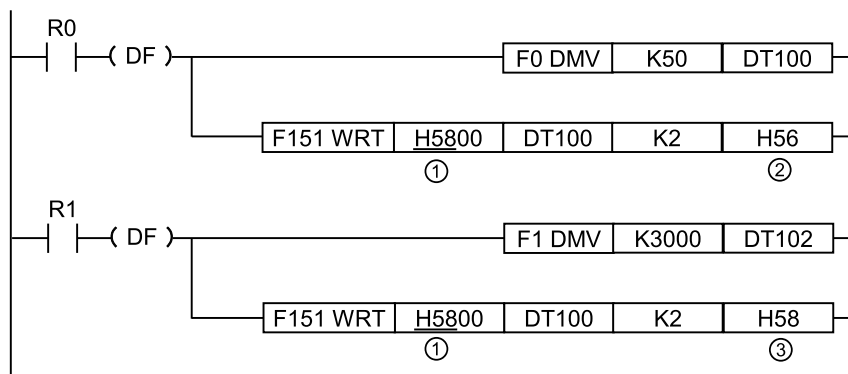 R0
( DF ) F0 DMV K50 DT100
F151 WRT H5800 DT100 K2 H56
① ②
R1
( DF ) F1 DMV K3000 DT102
F151 WRT H5800 DT100 K2 H58
① ③